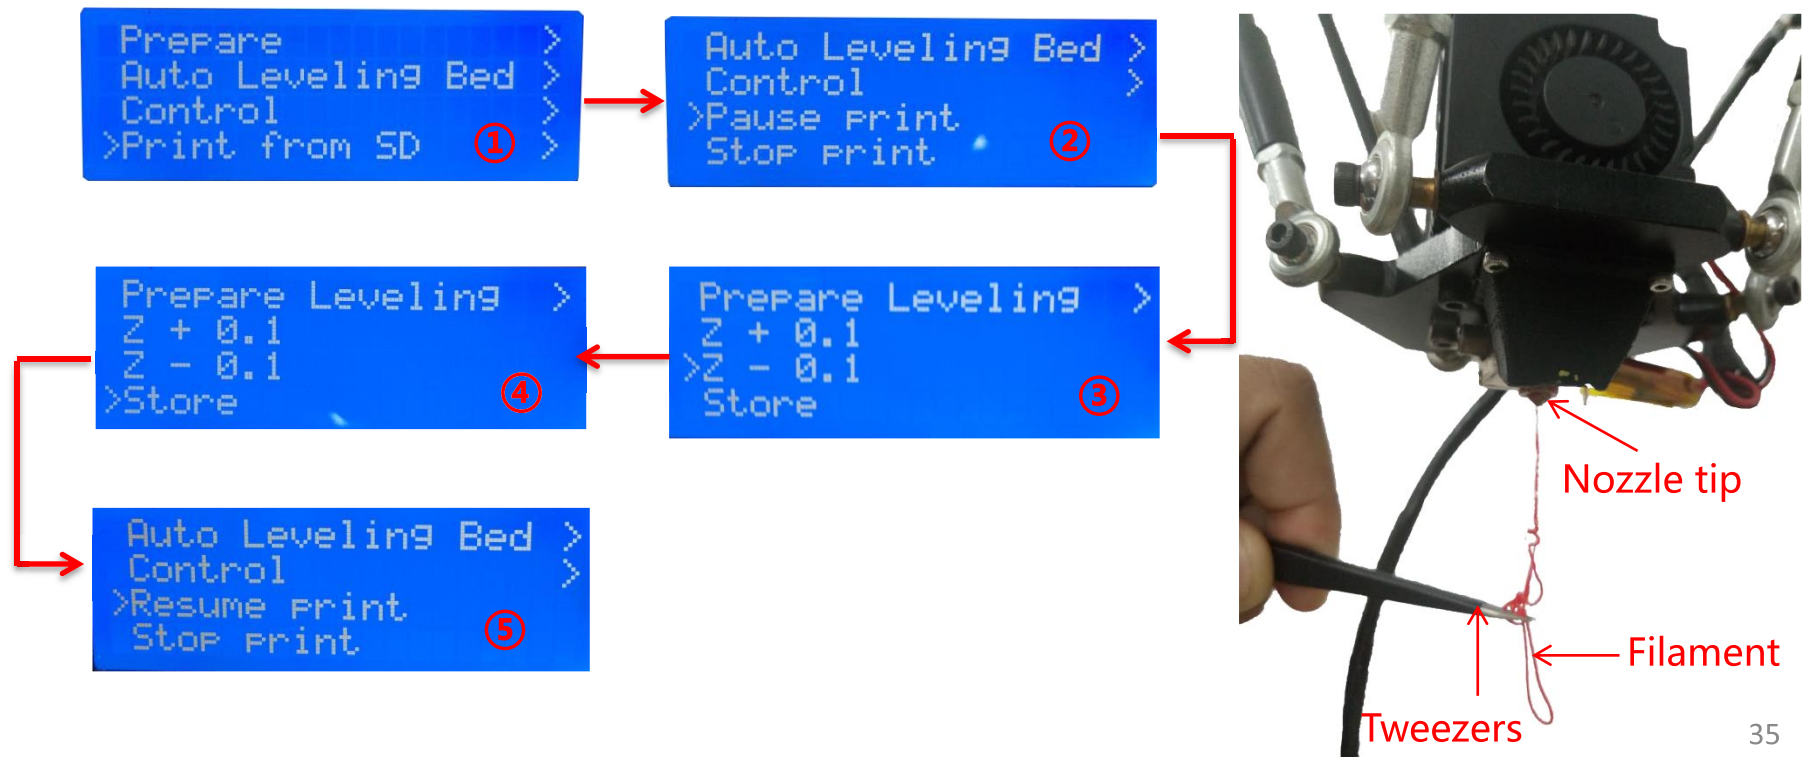 Prepare >
Auto Leveling Bed >
Control >
>Print from SD >
①
Auto Leveling Bed >
Control >
>Pause print
Stop print
②
Prepare Leveling >
Z + 0.1
>Z - 0.1
Store
③
Prepare Leveling >
Z + 0.1
Z - 0.1
>Store
④
Auto Leveling Bed >
Control >
>Resume print
Stop print
⑤
Nozzle tip
Filament
Tweezers
35